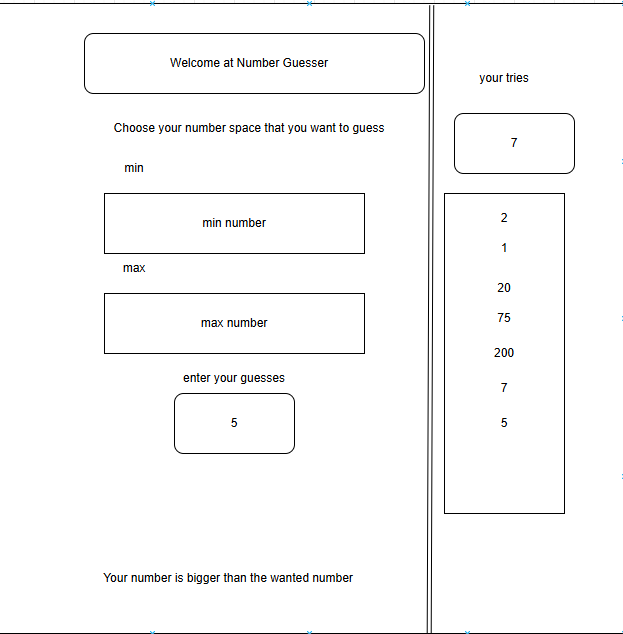 Welcome at Number Guesser
Choose your number space that you want to guess
min
min number
max
max number
enter your guesses
5
Your number is bigger than the wanted number
your tries
7
2
1
20
75
200
7
5